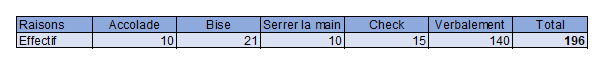 Raisons Accolade Bise Serrer la main Check Verbalement Total
Effectif 10 21 10 15 140 196